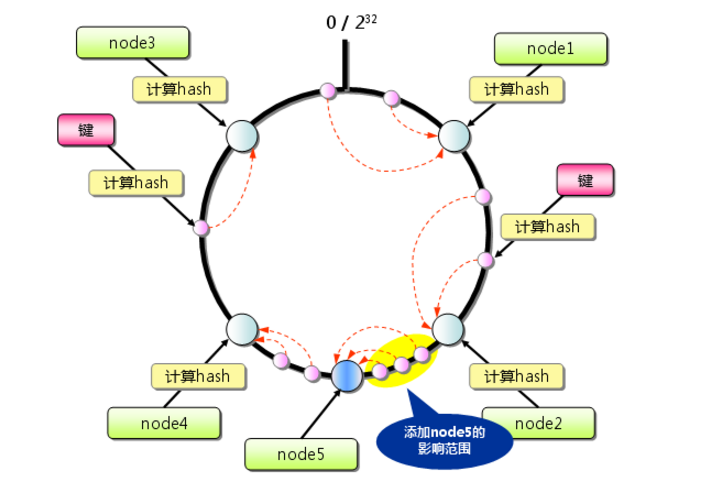 0 / 2³²
node3
node1
计算hash
计算hash
键
键
计算hash
计算hash
计算hash
计算hash
node4
node2
添加node5的
影响范围
node5